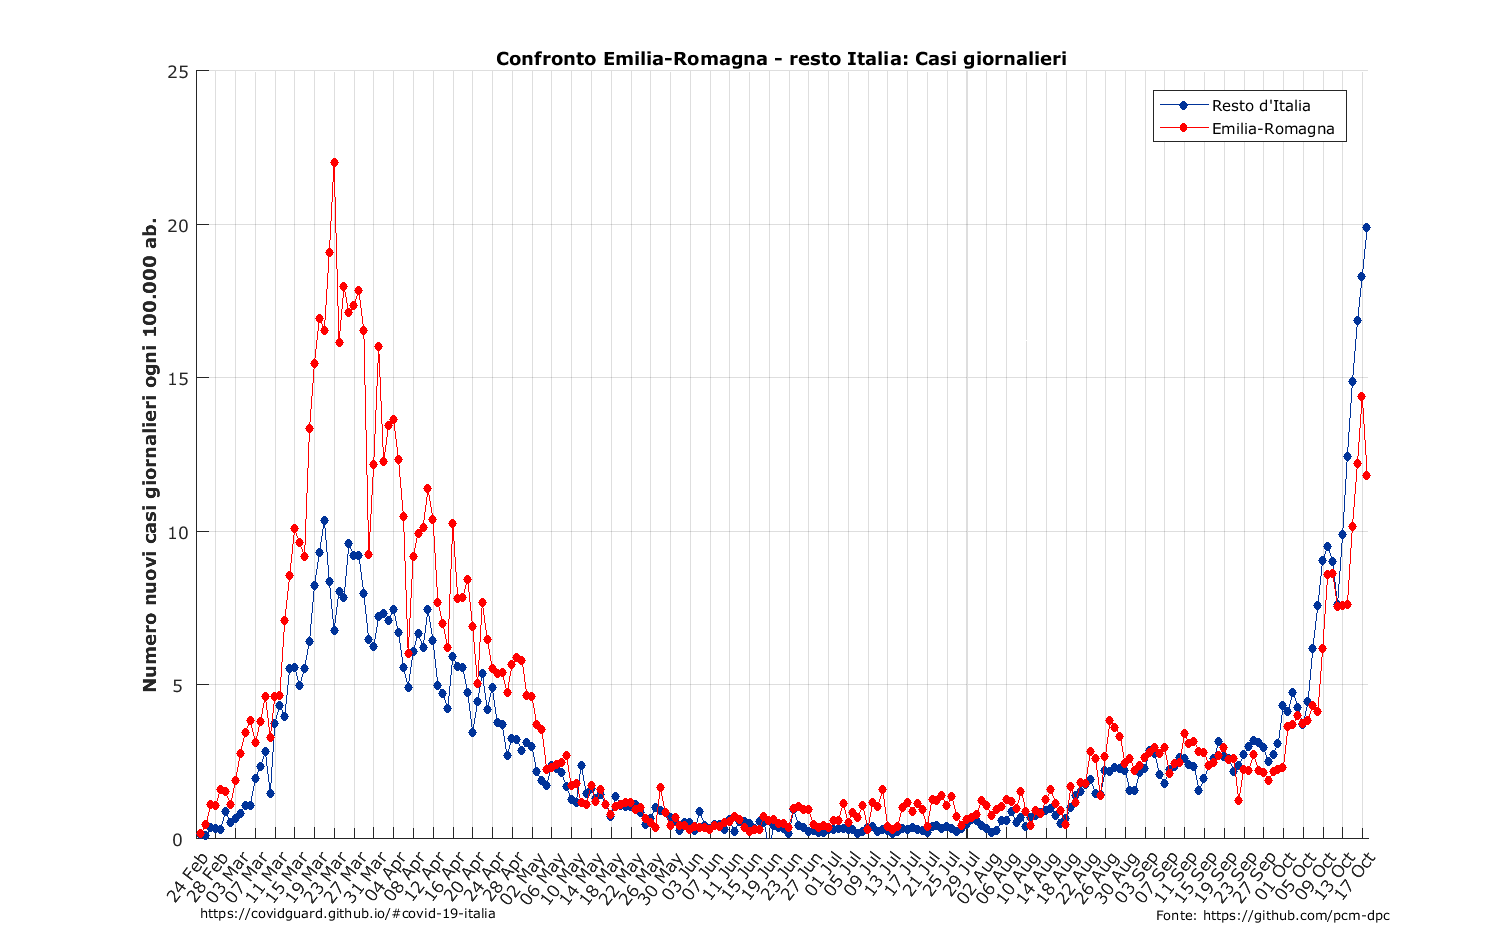 Confronto Emilia-Romagna - resto Italia: Casi giornalieri
Resto d'Italia
Emilia-Romagna
Numero nuovi casi giornalieri ogni 100.000 ab.
25
20
15
10
5
0
24 Feb
28 Feb
03 Mar
07 Mar
11 Mar
15 Mar
19 Mar
23 Mar
27 Mar
31 Mar
04 Apr
08 Apr
12 Apr
16 Apr
20 Apr
24 Apr
28 Apr
02 May
06 May
10 May
14 May
18 May
22 May
26 May
30 May
03 Jun
07 Jun
11 Jun
15 Jun
19 Jun
23 Jun
27 Jun
01 Jul
05 Jul
09 Jul
13 Jul
17 Jul
21 Jul
25 Jul
29 Jul
02 Aug
06 Aug
10 Aug
14 Aug
18 Aug
22 Aug
26 Aug
30 Aug
03 Sep
07 Sep
11 Sep
15 Sep
19 Sep
23 Sep
27 Sep
01 Oct
05 Oct
09 Oct
13 Oct
17 Oct
https://covidguard.github.io/#covid-19-italia
Fonte: https://github.com/pcm-dpc